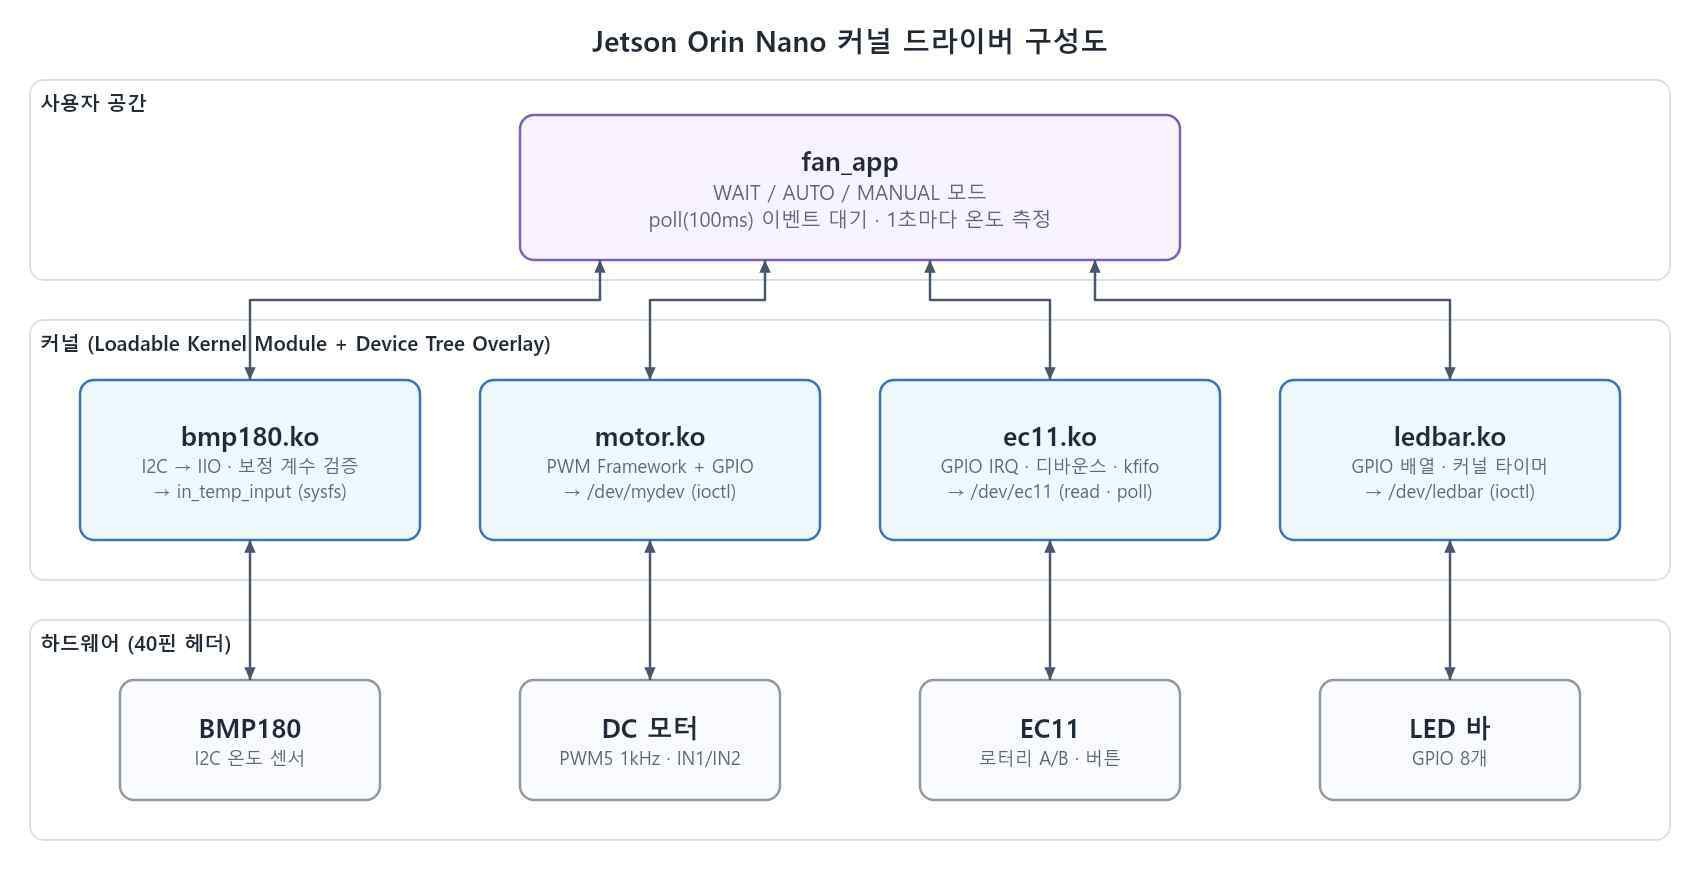 Jetson Orin Nano 커널 드라이버 구성도
사용자 공간
fan_app
WAIT / AUTO / MANUAL 모드
poll(100ms) 이벤트 대기 · 1초마다 온도 측정
커널 (Loadable Kernel Module + Device Tree Overlay)
bmp180.ko
I2C → IIO · 보정 계수 검증
→ in_temp_input (sysfs)
motor.ko
PWM Framework + GPIO
→ /dev/mydev (ioctl)
ec11.ko
GPIO IRQ · 디바운스 · kfifo
→ /dev/ec11 (read · poll)
ledbar.ko
GPIO 배열 · 커널 타이머
→ /dev/ledbar (ioctl)
하드웨어 (40핀 헤더)
BMP180
I2C 온도 센서
DC 모터
PWM5 1kHz · IN1/IN2
EC11
로터리 A/B · 버튼
LED 바
GPIO 8개